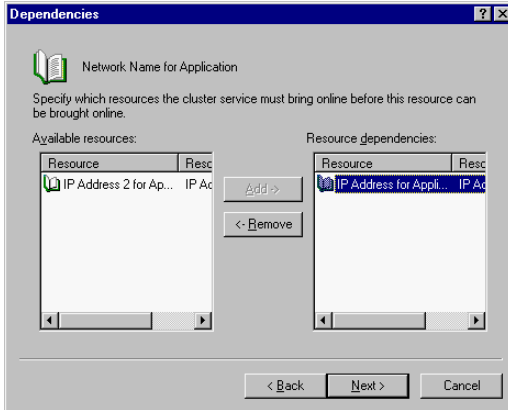 Dependencies
Network Name for Application
Specify which resources the cluster service must bring online before this resource can
be brought online.
Available resources:
Resource dependencies:
Resource Resc
IP Address 2 for Ap... IP Ac
Add ->
<- Remove
Resource Resc
IP Address for Appli... IP Ac
< Back
Next >
Cancel